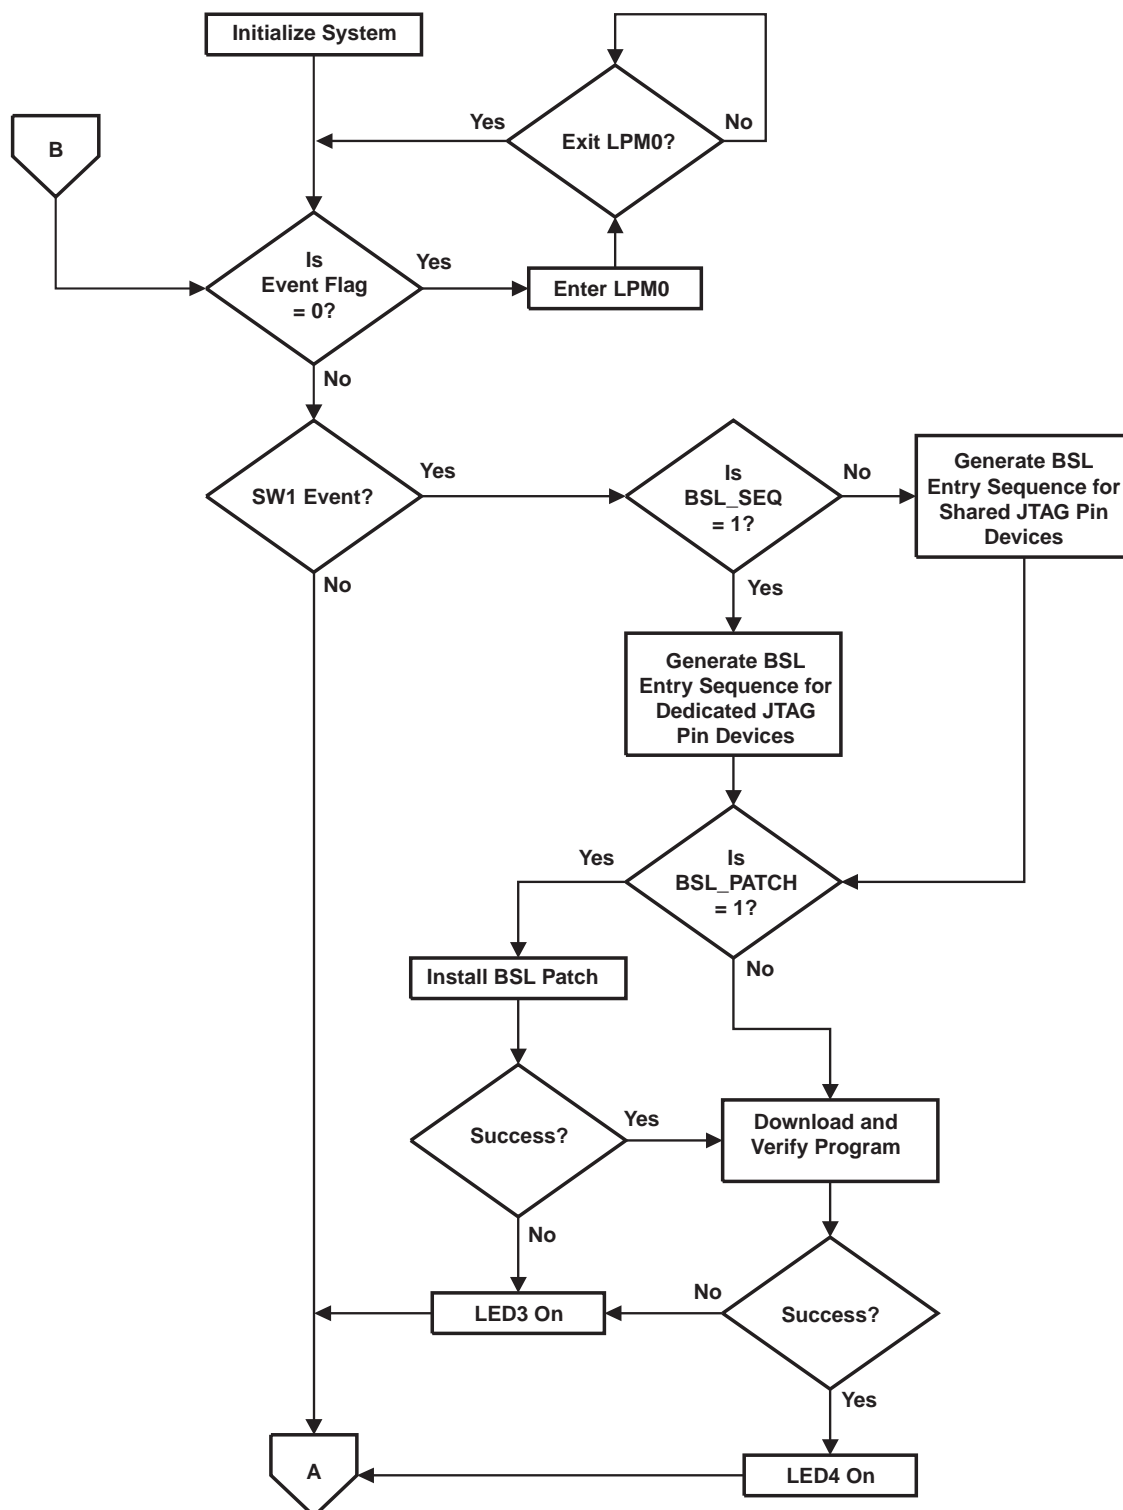 Initialize System
Yes
No
Exit LPM0?
B
Is
Event Flag
= 0?
Yes
Enter LPM0
No
SW1 Event?
Yes
Is
BSL_SEQ
= 1?
No
Generate BSL
Entry Sequence for
Shared JTAG Pin
Devices
No
Yes
Generate BSL
Entry Sequence for
Dedicated JTAG
Pin Devices
Yes
Is
BSL_PATCH
= 1?
Install BSL Patch
No
Success?
Yes
Download and
Verify Program
No
LED3 On
No
Success?
Yes
A
LED4 On